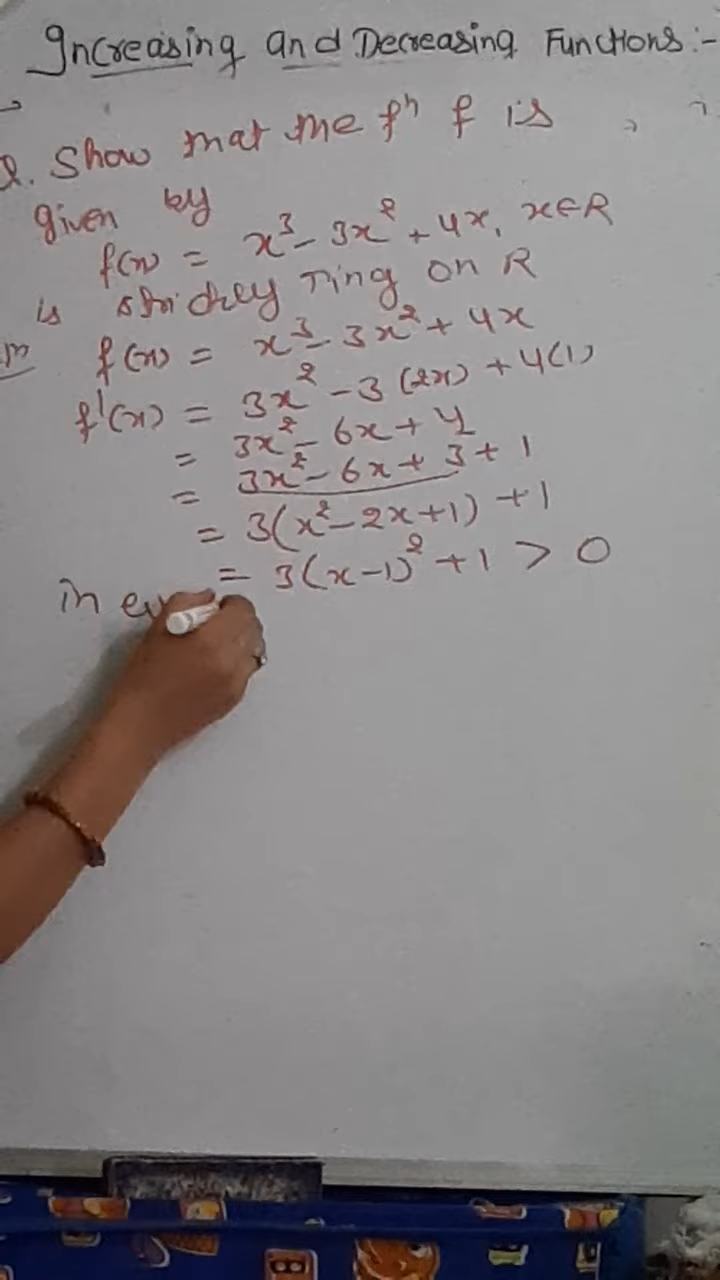 Increasing and Decreasing Functions:-
Q. Show that the fⁿ f is
given by
f(x) = x³ - 3x² + 4x, x∈R
is strictly ↑ing on R
f(x) = x³ - 3x² + 4x
f'(x) = 3x² - 3(2x) + 4(1)
= 3x² - 6x + 4
= 3x² - 6x + 3 + 1
= 3(x² - 2x + 1) + 1
= 3(x-1)² + 1 > 0
in